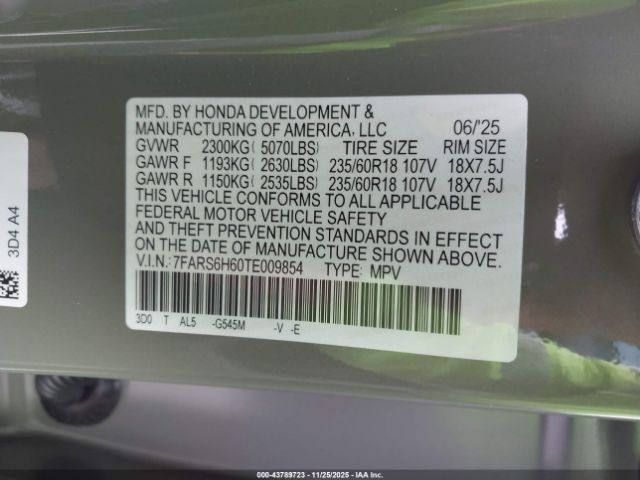 MFD. BY HONDA DEVELOPMENT &
MANUFACTURING OF AMERICA, LLC 06/'25
GVWR 2300KG( 5070LBS) TIRE SIZE RIM SIZE
GAWR F 1193KG( 2630LBS) 235/60R18 107V 18X7.5J
GAWR R 1150KG( 2535LBS) 235/60R18 107V 18X7.5J
THIS VEHICLE CONFORMS TO ALL APPLICABLE
FEDERAL MOTOR VEHICLE SAFETY
AND THEFT PREVENTION STANDARDS IN EFFECT
ON THE DATE OF MANUFACTURE SHOWN ABOVE.
V.I.N.:7FARS6H60TE009854 TYPE: MPV
3D0 T AL5 -G545M -V -E
3D4 A4
000-43789723 - 11/25/2025 - COPART